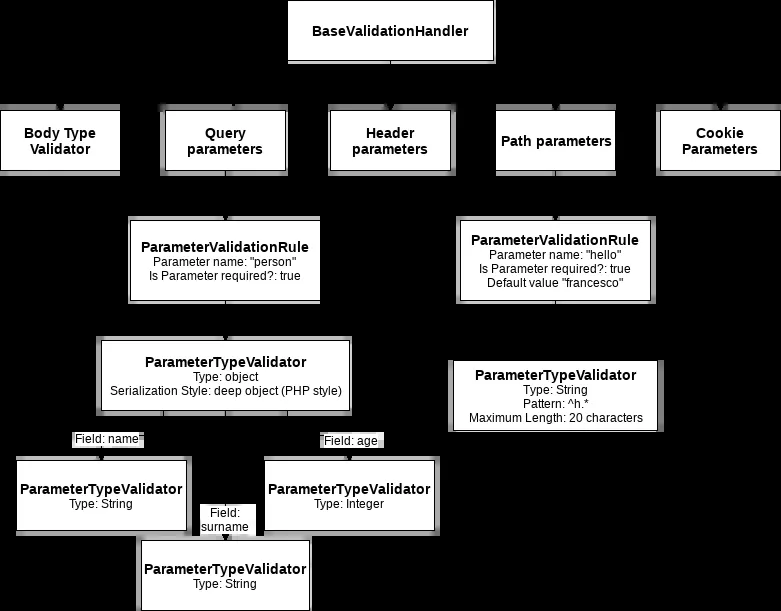 BaseValidationHandler
Body Type
Validator
Query
parameters
Header
parameters
Path parameters
Cookie
Parameters
ParameterValidationRule
Parameter name: "person"
Is Parameter required?: true
ParameterValidationRule
Parameter name: "hello"
Is Parameter required?: true
Default value "francesco"
ParameterTypeValidator
Type: object
Serialization Style: deep object (PHP style)
ParameterTypeValidator
Type: String
Pattern: ^h.*
Maximum Length: 20 characters
Field: name
Field: age
ParameterTypeValidator
Type: String
ParameterTypeValidator
Type: Integer
Field:
surname
ParameterTypeValidator
Type: String